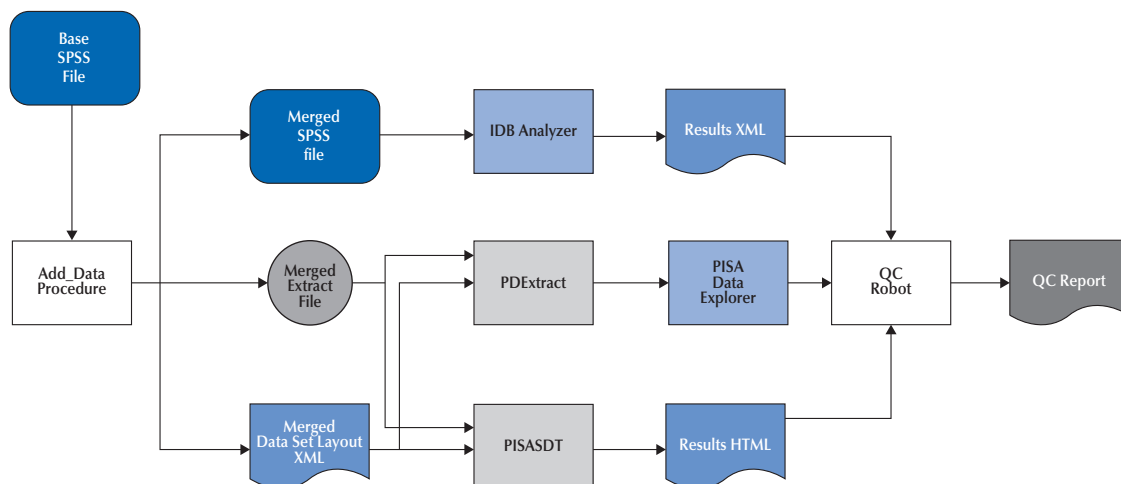 Base
SPSS
File
Merged
SPSS
file
IDB Analyzer
Results XML
Add_Data
Procedure
Merged
Extract
File
PDExtract
PISA
Data
Explorer
QC
Robot
QC Report
Merged
Data Set Layout
XML
PISASDT
Results HTML